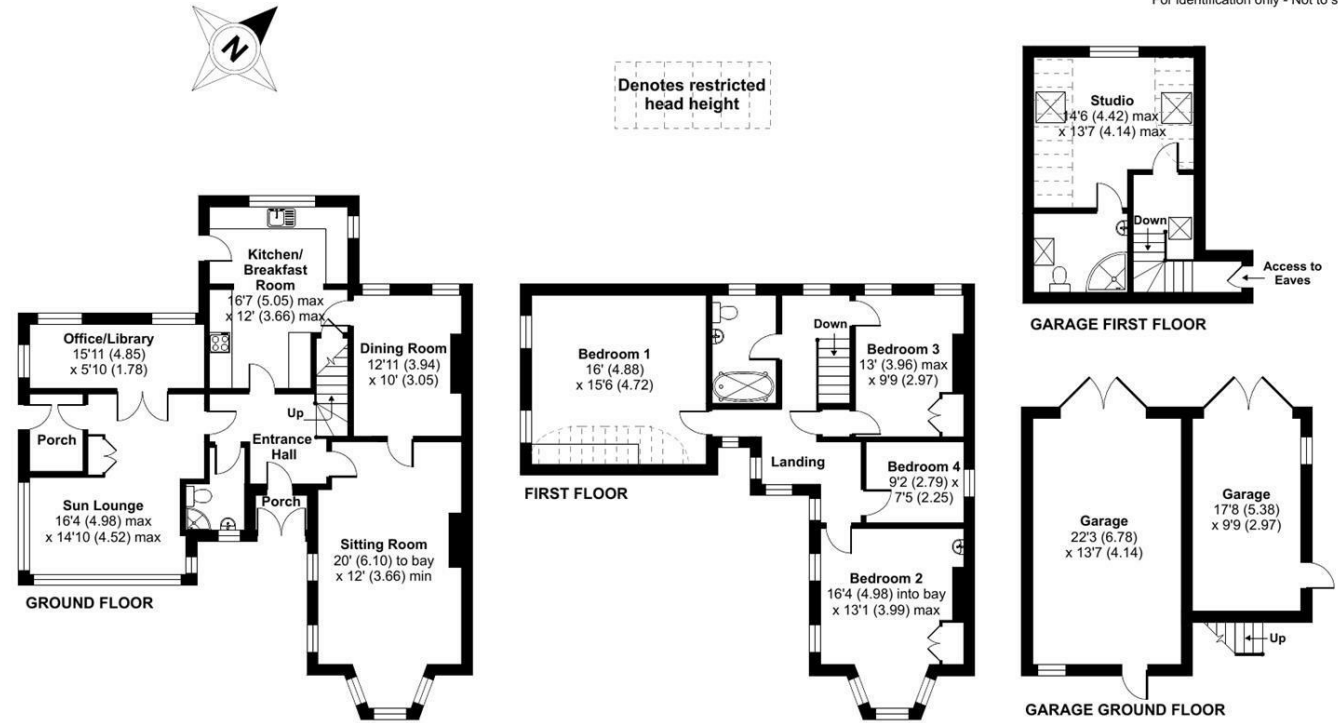 For identification only - Not to s
N
Denotes restricted
head height
Studio
14'6 (4.42) max
x 13'7 (4.14) max
Down
Access to
Eaves
GARAGE FIRST FLOOR
Kitchen/
Breakfast
Room
16'7 (5.05) max
x 12' (3.66) max
Office/Library
15'11 (4.85)
x 5'10 (1.78)
Dining Room
12'11 (3.94)
x 10' (3.05)
Up
Porch
Entrance
Hall
Porch
Sun Lounge
16'4 (4.98) max
x 14'10 (4.52) max
Sitting Room
20' (6.10) to bay
x 12' (3.66) min
GROUND FLOOR
Bedroom 1
16' (4.88)
x 15'6 (4.72)
Down
Bedroom 3
13' (3.96) max
x 9'9 (2.97)
Landing
Bedroom 4
9'2 (2.79) x
7'5 (2.25)
FIRST FLOOR
Bedroom 2
16'4 (4.98) into bay
x 13'1 (3.99) max
Garage
22'3 (6.78)
x 13'7 (4.14)
Garage
17'8 (5.38)
x 9'9 (2.97)
Up
GARAGE GROUND FLOOR